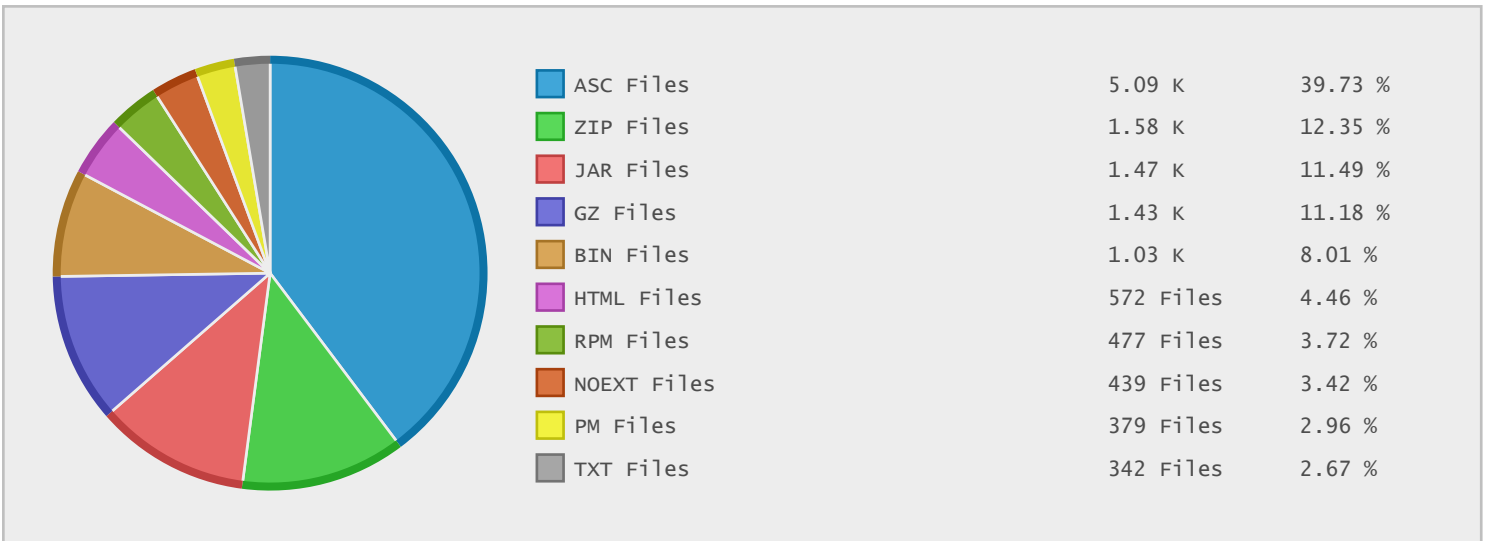 ASC Files 5.09 K 39.73 %
ZIP Files 1.58 K 12.35 %
JAR Files 1.47 K 11.49 %
GZ Files 1.43 K 11.18 %
BIN Files 1.03 K 8.01 %
HTML Files 572 Files 4.46 %
RPM Files 477 Files 3.72 %
NOEXT Files 439 Files 3.42 %
PM Files 379 Files 2.96 %
TXT Files 342 Files 2.67 %